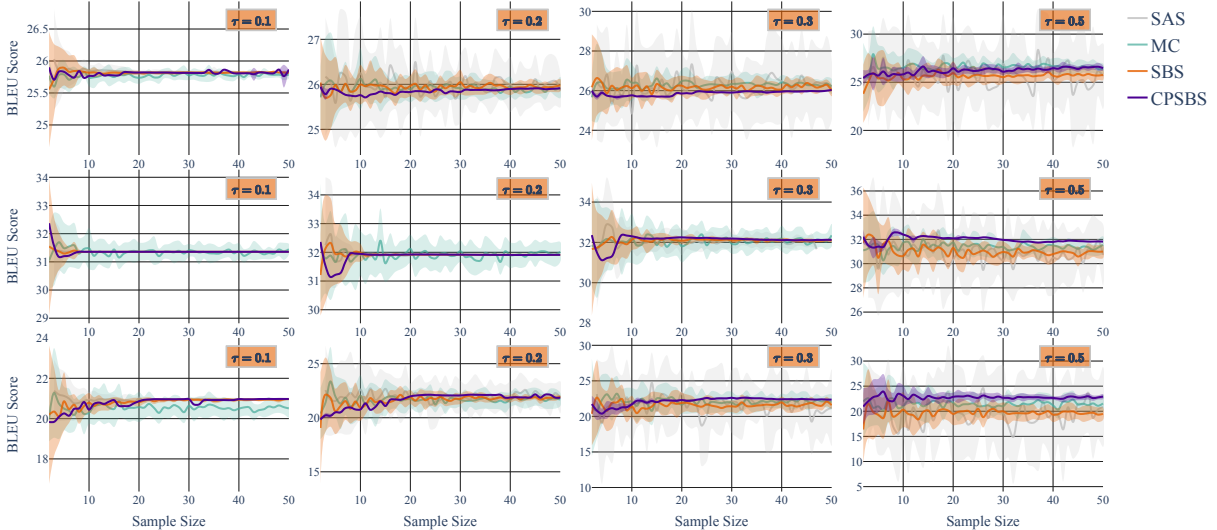 τ = 0.1
τ = 0.2
τ = 0.3
τ = 0.5
SAS
MC
SBS
CPSBS
BLEU Score
26.5
26
25.5
25
10 20 30 40 50
27
26
25
10 20 30 40 50
30
28
26
24
10 20 30 40 50
30
25
20
10 20 30 40 50
τ = 0.1
τ = 0.2
τ = 0.3
τ = 0.5
BLEU Score
34
33
32
31
30
29
10 20 30 40 50
34
33
32
31
30
10 20 30 40 50
34
32
30
28
10 20 30 40 50
36
34
32
30
28
26
10 20 30 40 50
τ = 0.1
τ = 0.2
τ = 0.3
τ = 0.5
BLEU Score
24
22
20
18
10 20 30 40 50
25
20
15
10 20 30 40 50
30
25
20
15
10
10 20 30 40 50
30
25
20
15
10
5
10 20 30 40 50
Sample Size
Sample Size
Sample Size
Sample Size